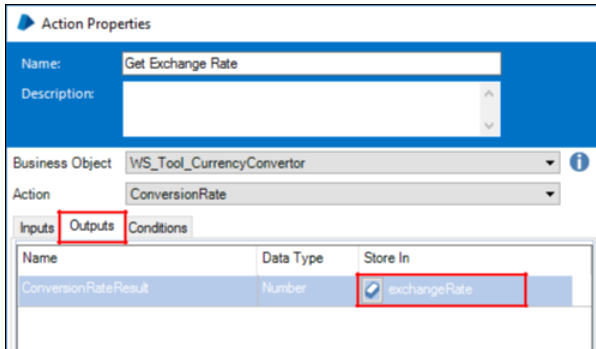 Action Properties
Name: Get Exchange Rate
Description:
Business Object WS_Tool_CurrencyConvertor
Action ConversionRate
Inputs Outputs Conditions
Name Data Type Store In
ConversionRateResult Number exchangeRate